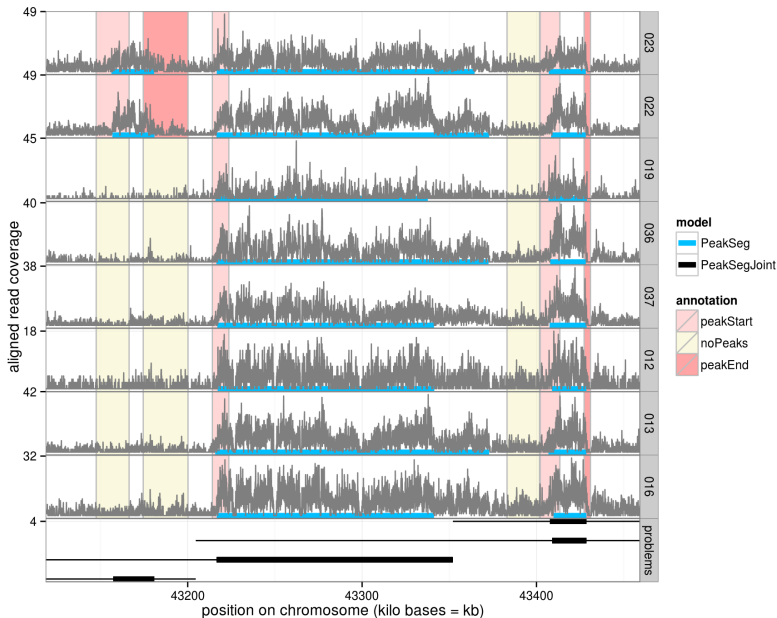 49
023
49
022
45
019
40
036
38
037
18
012
42
013
32
016
4
problems
aligned read coverage
43200
43300
43400
position on chromosome (kilo bases = kb)
model
PeakSeg
PeakSegJoint
annotation
peakStart
noPeaks
peakEnd